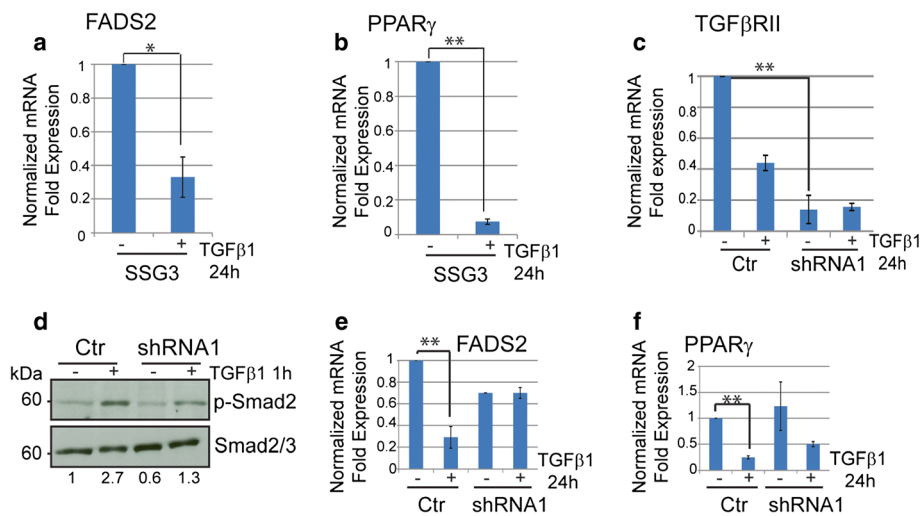 a
FADS2
*
Normalized mRNA
Fold Expression
1
0.8
0.6
0.4
0.2
0
-
+
TGFβ1
SSG3
24h
b
PPARγ
**
Normalized mRNA
Fold Expression
1
0.8
0.6
0.4
0.2
0
-
+
TGFβ1
SSG3
24h
c
TGFβRII
**
Normalized mRNA
Fold expression
1
0.8
0.6
0.4
0.2
0
-
+
-
+
TGFβ1
Ctr
shRNA1
24h
d
Ctr
shRNA1
kDa
-
+
-
+
TGFβ1 1h
60
p-Smad2
60
Smad2/3
1
2.7
0.6
1.3
e
FADS2
**
Normalized mRNA
Fold Expression
1
0.8
0.6
0.4
0.2
0
-
+
-
+
TGFβ1
24h
Ctr
shRNA1
f
PPARγ
**
Normalized mRNA
Fold Expression
2
1.5
1
0.5
0
-
+
-
+
TGFβ1
24h
Ctr
shRNA1